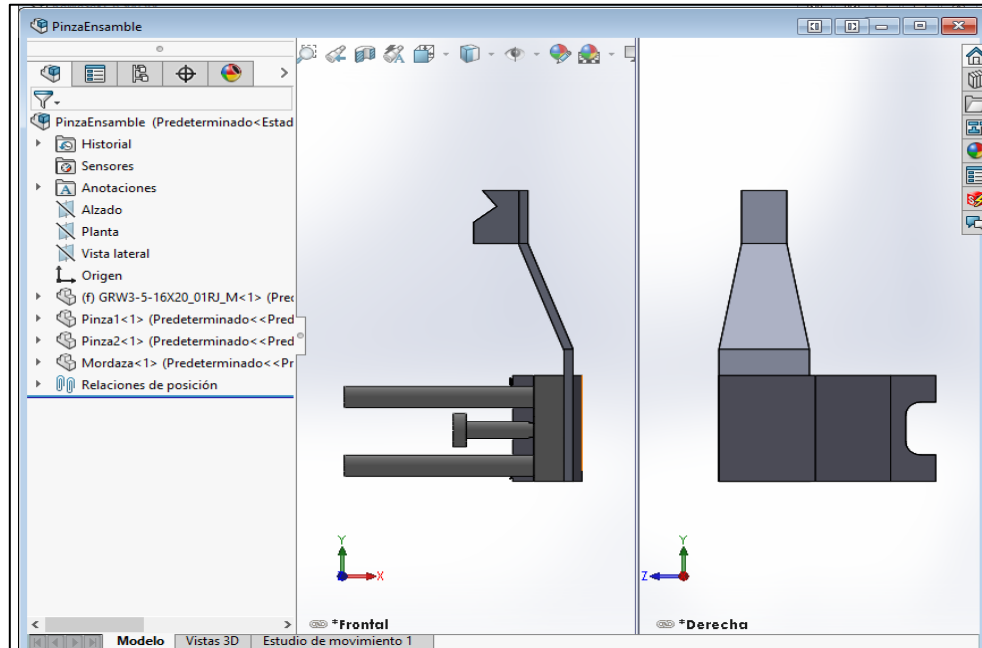 PinzaEnsamble
PinzaEnsamble (Predeterminado<Estad
Historial
Sensores
Anotaciones
Alzado
Planta
Vista lateral
Origen
(f) GRW3-5-16X20_01RJ_M<1> (Pred
Pinza1<1> (Predeterminado<<Pred
Pinza2<1> (Predeterminado<<Pred
Mordaza<1> (Predeterminado<<Pr
Relaciones de posición
Y
X
*Frontal
Y
Z
*Derecha
Modelo Vistas 3D Estudio de movimiento 1